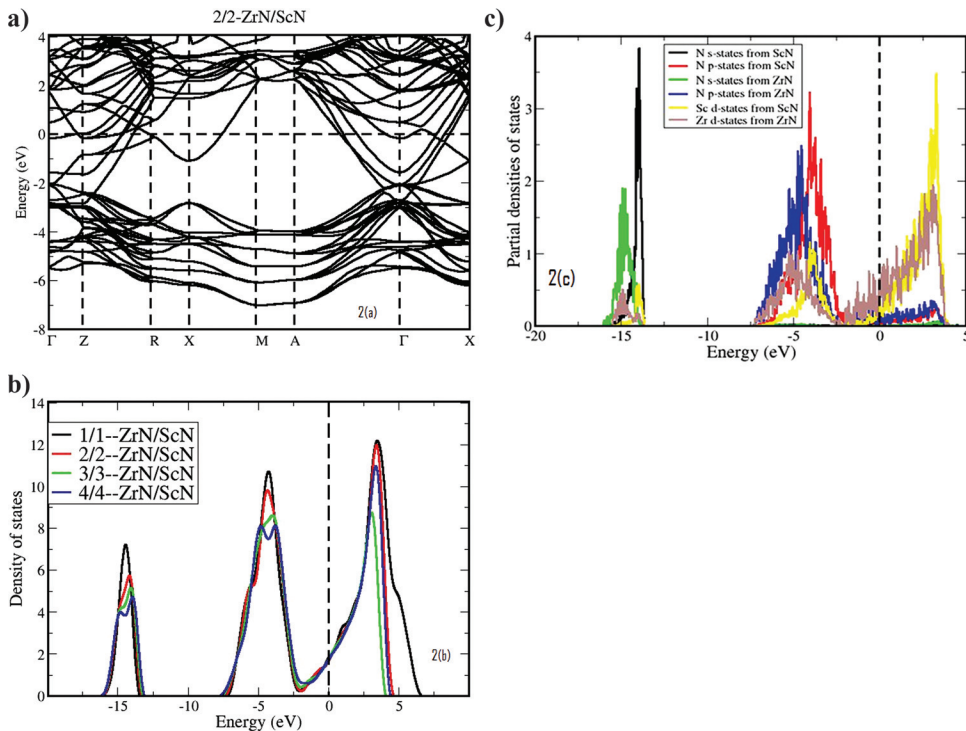 a)
2/2-ZrN/ScN
Energy (eV)
4
2
0
-2
-4
-6
-8
Γ Z R X M A Γ X
2(a)
c)
Partial densities of states
4
3
2
1
0
N s-states from ScN
N p-states from ScN
N s-states from ZrN
N p-states from ZrN
Sc d-states from ScN
Zr d-states from ZrN
2(c)
-20 -15 -10 -5 0 5
Energy (eV)
b)
Density of states
14
12
10
8
6
4
2
0
1/1--ZrN/ScN
2/2--ZrN/ScN
3/3--ZrN/ScN
4/4--ZrN/ScN
2(b)
-15 -10 -5 0 5
Energy (eV)